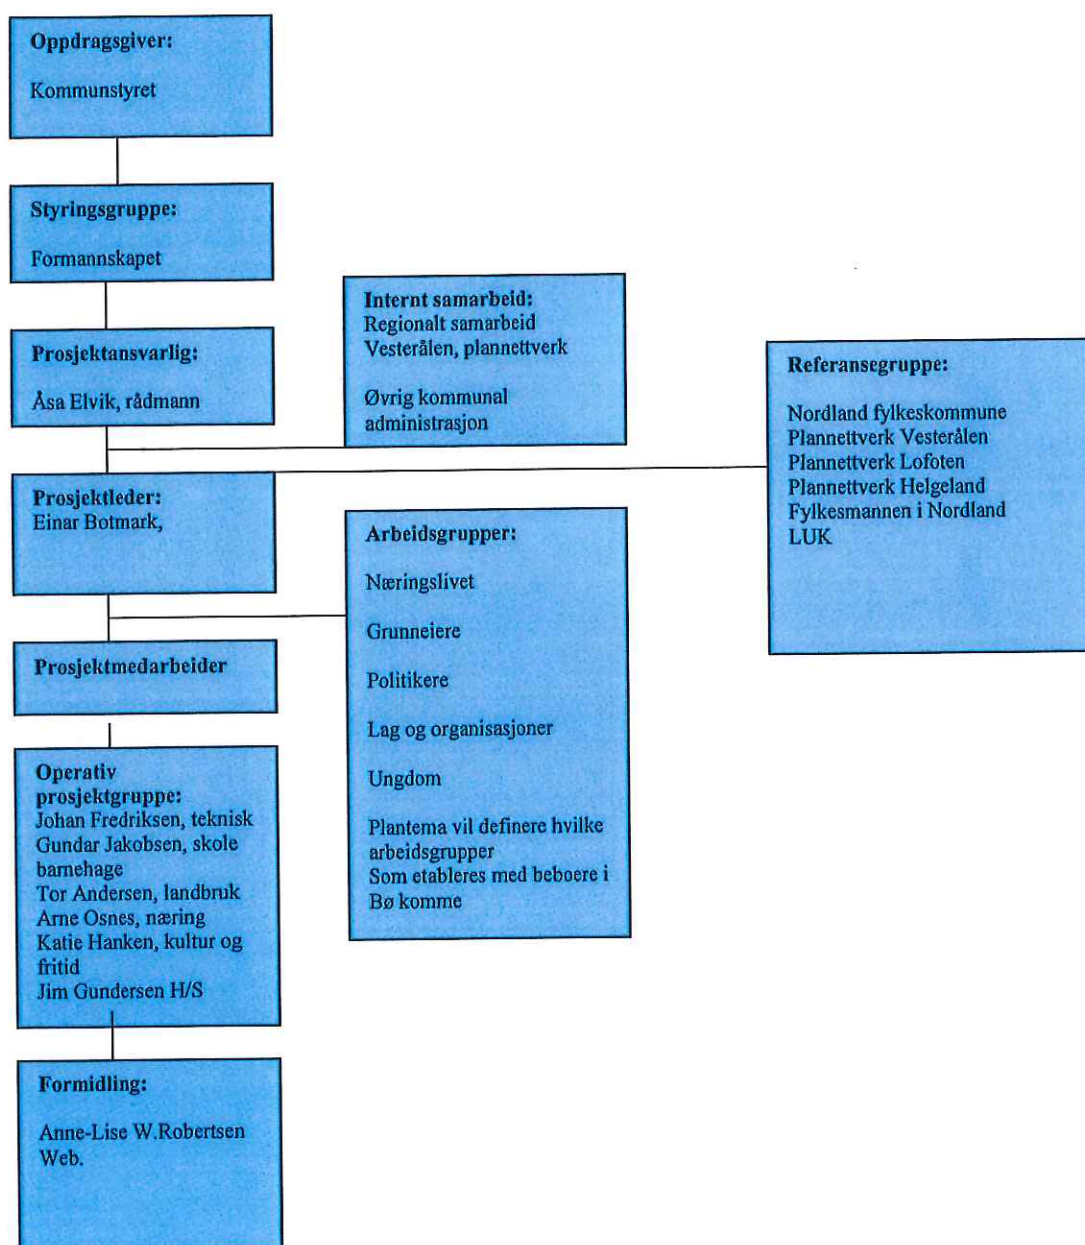 Oppdragsgiver:
Kommunstyret
Styringsgruppe:
Formannskapet
Prosjektansvarlig:
Åsa Elvik, rådmann
Internt samarbeid:
Regionalt samarbeid
Vesterålen, plannettverk
Øvrig kommunal
administrasjon
Referansegruppe:
Nordland fylkeskommune
Plannettverk Vesterålen
Plannettverk Lofoten
Plannettverk Helgeland
Fylkesmannen i Nordland
LUK
Prosjektleder:
Einar Botmark,
Arbeidsgrupper:
Næringslivet
Grunneiere
Politikere
Lag og organisasjoner
Ungdom
Plantema vil definere hvilke
arbeidsgrupper
Som etableres med beboere i
Bø komme
Prosjektmedarbeider
Operativ
prosjektgruppe:
Johan Fredriksen, teknisk
Gundar Jakobsen, skole
barnehage
Tor Andersen, landbruk
Arne Osnes, næring
Katie Hanken, kultur og
fritid
Jim Gundersen H/S
Formidling:
Anne-Lise W.Robertsen
Web.